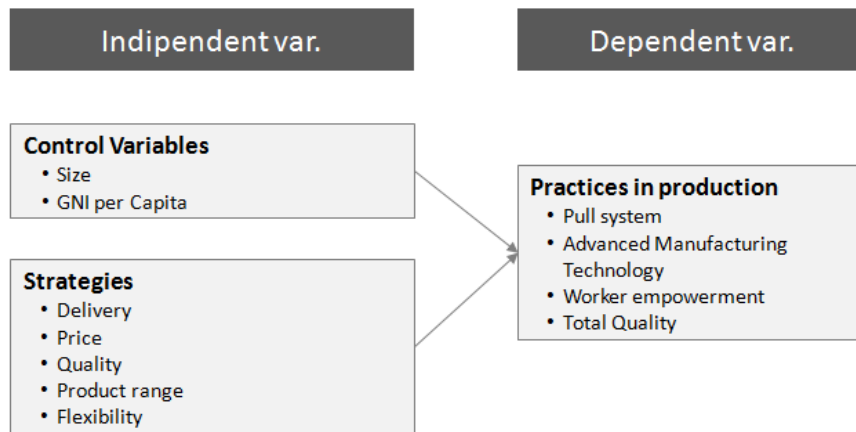 Indipendent var.
Dependent var.
Control Variables
• Size
• GNI per Capita
Strategies
• Delivery
• Price
• Quality
• Product range
• Flexibility
Practices in production
• Pull system
• Advanced Manufacturing
Technology
• Worker empowerment
• Total Quality